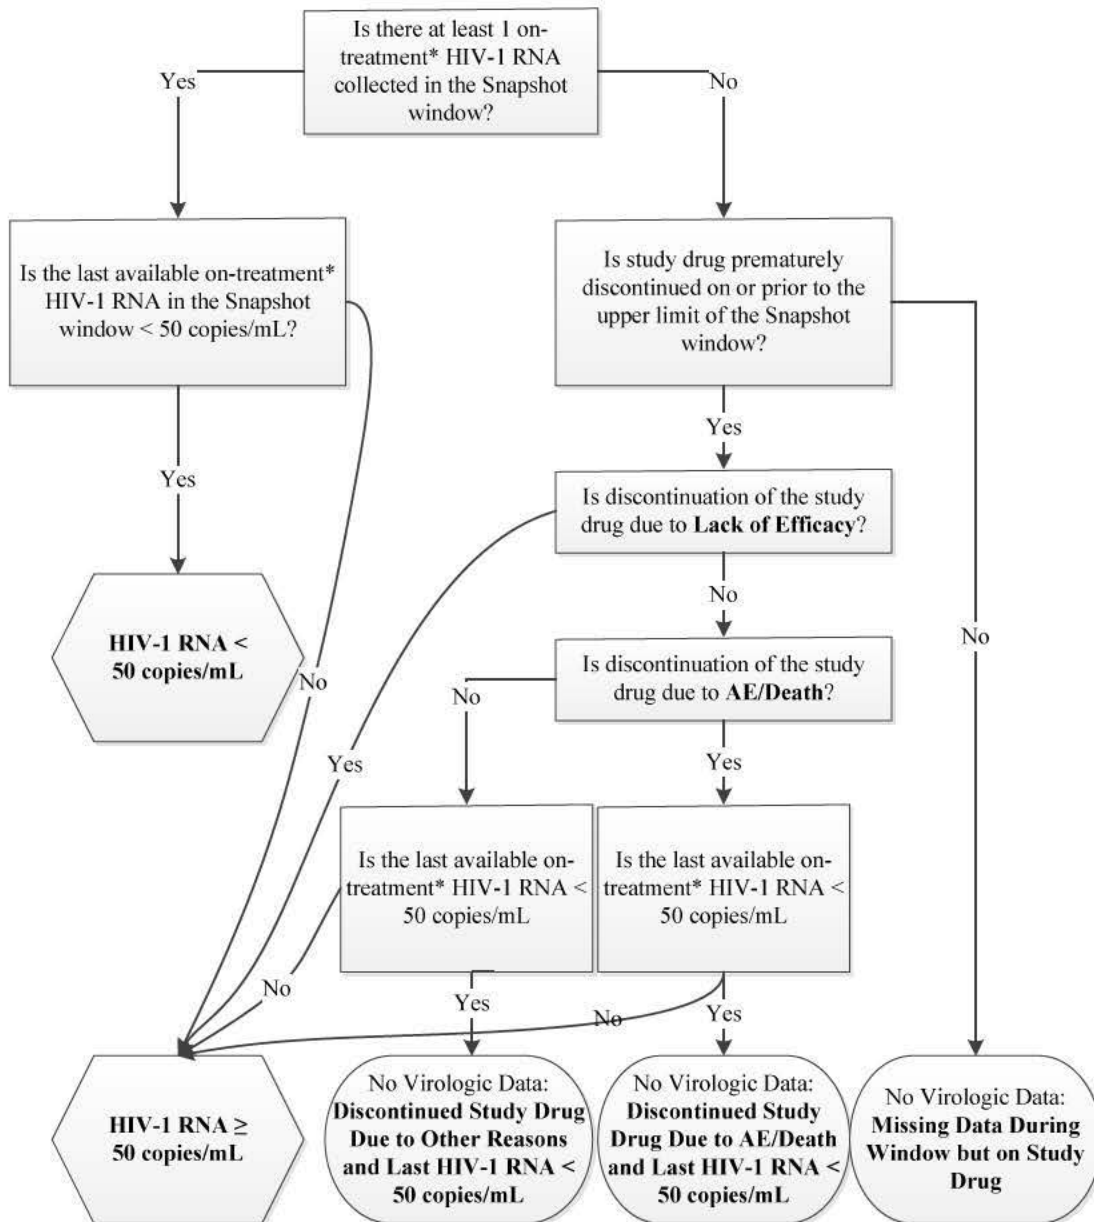 Is there at least 1 on-
treatment* HIV-1 RNA
collected in the Snapshot
window?
Yes
No
Is the last available on-treatment*
HIV-1 RNA in the Snapshot
window < 50 copies/mL?
Is study drug prematurely
discontinued on or prior to the
upper limit of the Snapshot
window?
Yes
Yes
Is discontinuation of the study
drug due to Lack of Efficacy?
No
HIV-1 RNA <
50 copies/mL
No
No
Is discontinuation of the study
drug due to AE/Death?
No
Yes
Yes
Is the last available on-
treatment* HIV-1 RNA <
50 copies/mL
Is the last available on-
treatment* HIV-1 RNA <
50 copies/mL
No
Yes
No
Yes
HIV-1 RNA ≥
50 copies/mL
No Virologic Data:
Discontinued Study Drug
Due to Other Reasons
and Last HIV-1 RNA <
50 copies/mL
No Virologic Data:
Discontinued Study
Drug Due to AE/Death
and Last HIV-1 RNA <
50 copies/mL
No Virologic Data:
Missing Data During
Window but on Study
Drug